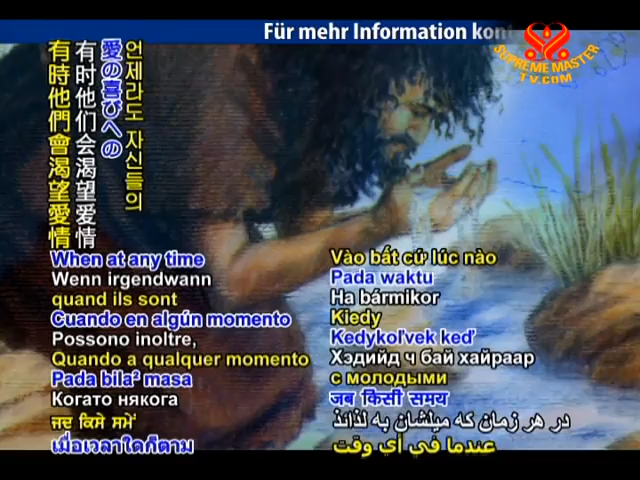 Für mehr Information kont
SUPREME MASTER
TV.COM
언제라도 자신들의
愛の喜びへの
有时他们会渴望爱情
有時他們會渴望愛情
When at any time
Wenn irgendwann
quand ils sont
Cuando en algún momento
Possono inoltre,
Quando a qualquer momento
Pada bila² masa
Когато някога
ਜਦ ਕਿਸੇ ਸਮੇਂ
เมื่อเวลาใดก็ตาม
Vào bất cứ lúc nào
Pada waktu
Ha bármikor
Kiedy
Kedykoľvek keď
Хэдийд ч бай хайраар
с молодыми
जब किसी समय
در هر زمان که میلشان به لذائذ
عندما في أي وقت